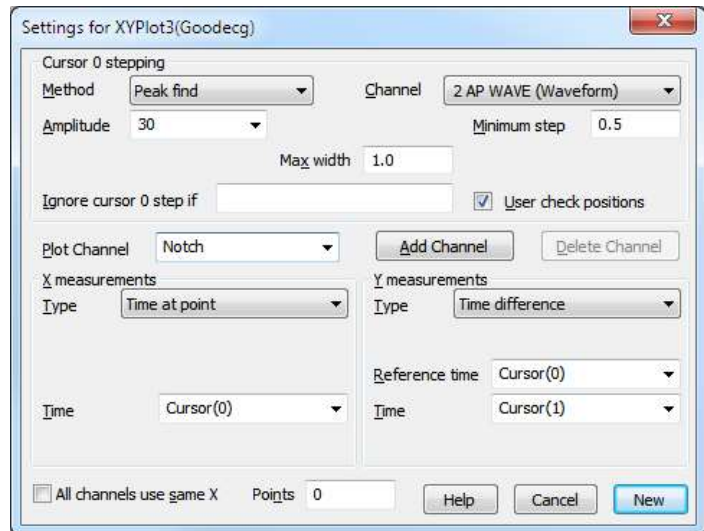 Settings for XYPlot3(Goodecg)
Cursor 0 stepping
Method Peak find Channel 2 AP WAVE (Waveform)
Amplitude 30 Minimum step 0.5
Max width 1.0
Ignore cursor 0 step if User check positions
Plot Channel Notch Add Channel Delete Channel
X measurements Y measurements
Type Time at point Type Time difference
Reference time Cursor(0)
Time Cursor(0) Time Cursor(1)
All channels use same X Points 0 Help Cancel New